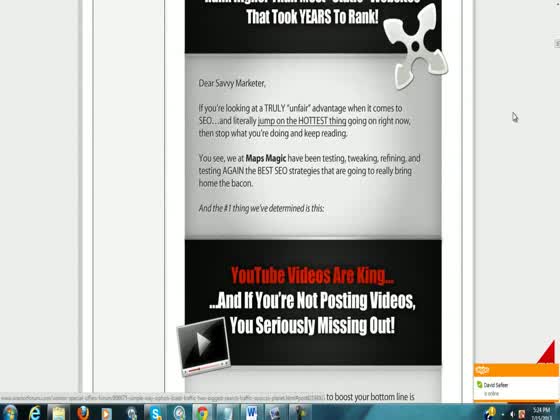 That Took YEARS To Rank!
Dear Savvy Marketer,
If you're looking at a TRULY "unfair" advantage when it comes to
SEO...and literally jump on the HOTTEST thing going on right now,
then stop what you're doing and keep reading.
You see, we at Maps Magic have been testing, tweaking, refining, and
testing AGAIN the BEST SEO strategies that are going to really bring
home the bacon.
And the #1 thing we've determined is this:
YouTube Videos Are King...
...And If You're Not Posting Videos,
You Seriously Missing Out!
to boost your bottom line is
skype
David Safeer
is online
5:24 PM